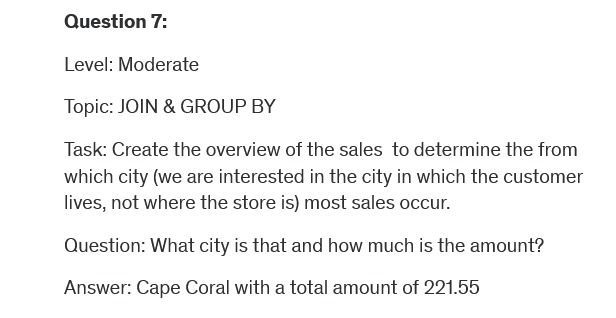 Question 7:
Level: Moderate
Topic: JOIN & GROUP BY
Task: Create the overview of the sales  to determine the from
which city (we are interested in the city in which the customer
lives, not where the store is) most sales occur.
Question: What city is that and how much is the amount?
Answer: Cape Coral with a total amount of 221.55